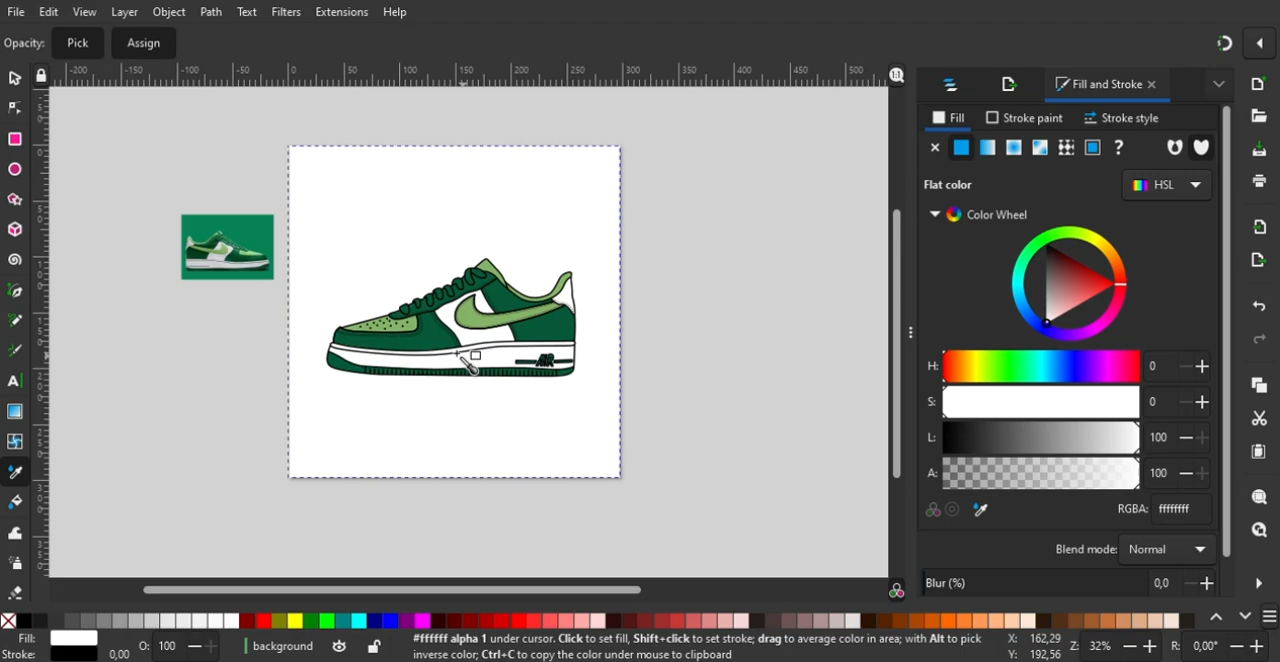 File Edit View Layer Object Path Text Filters Extensions Help
Opacity: Pick Assign
-200 -150 -100 -50 0 50 100 150 200 250 300 350 400 450 500
Fill and Stroke
Fill Stroke paint Stroke style
?
Flat color HSL
Color Wheel
AIR
H: 0
S: 0
L: 100
A: 100
RGBA: ffffffff
Blend mode: Normal
Blur (%) 0,0
Fill:
Stroke: 0,00
O: 100
background
#ffffff alpha 1 under cursor. Click to set fill, Shift+click to set stroke; drag to average color in area; with Alt to pick
inverse color; Ctrl+C to copy the color under mouse to clipboard
X: 162,29
Y: 192,56
Z: 32%
R: 0,00°